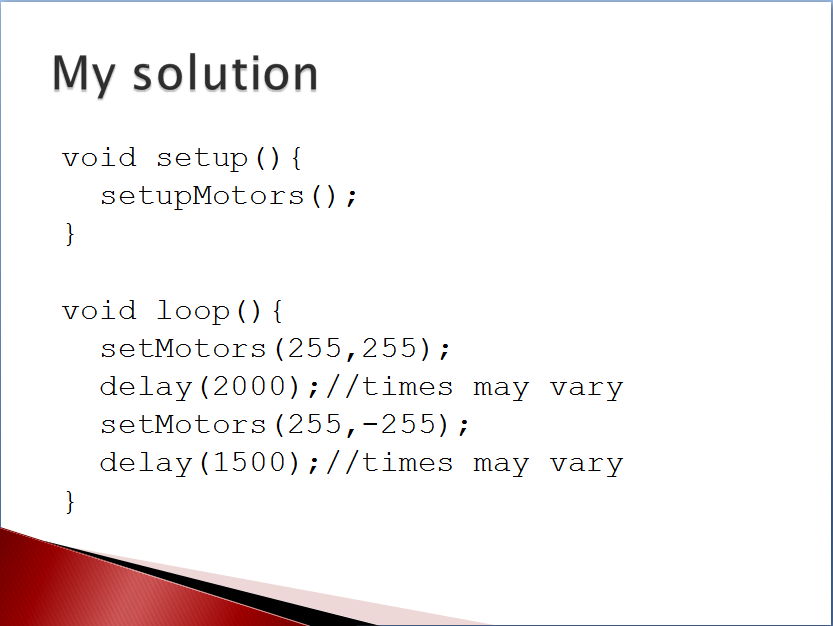 My solution
void setup(){
  setupMotors();
}
void loop(){
  setMotors(255,255);
  delay(2000);//times may vary
  setMotors(255,-255);
  delay(1500);//times may vary
}